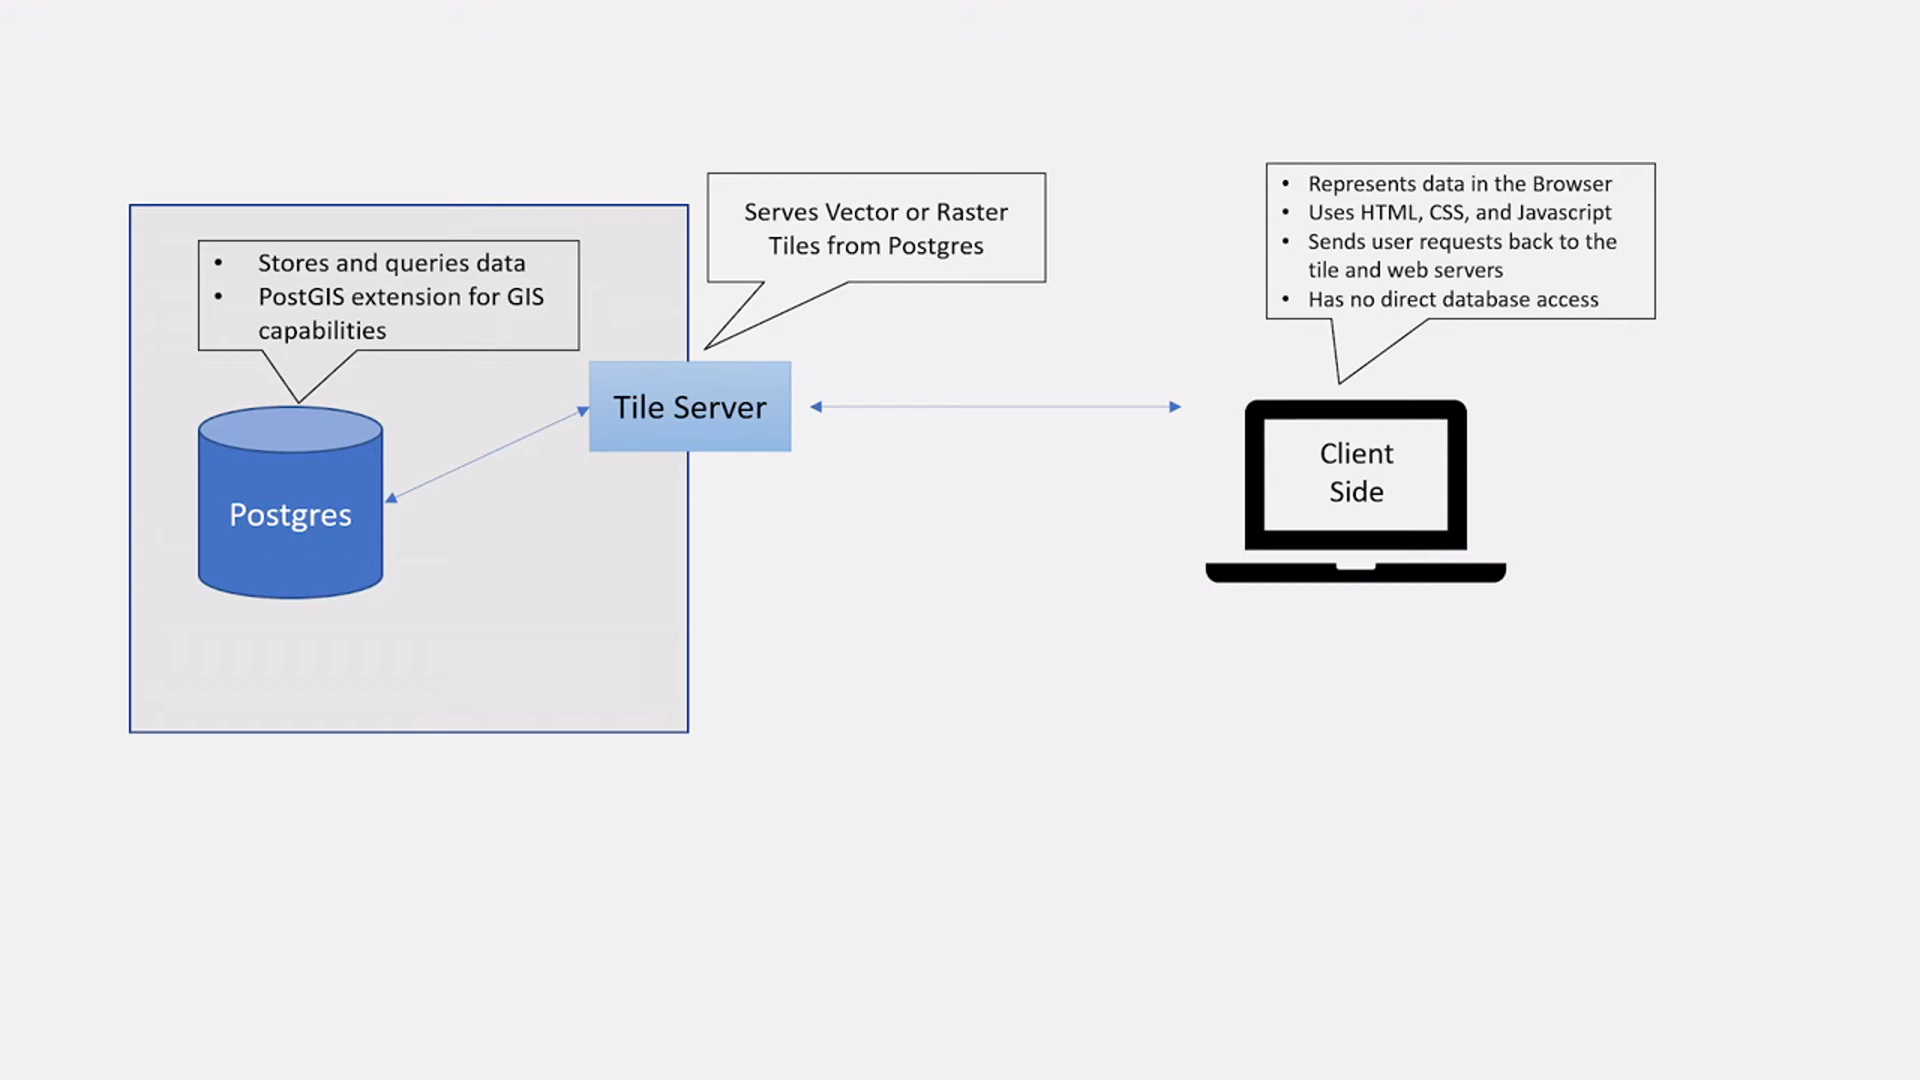 • Stores and queries data
• PostGIS extension for GIS
capabilities
Postgres
Serves Vector or Raster
Tiles from Postgres
Tile Server
• Represents data in the Browser
• Uses HTML, CSS, and Javascript
• Sends user requests back to the
tile and web servers
• Has no direct database access
Client
Side